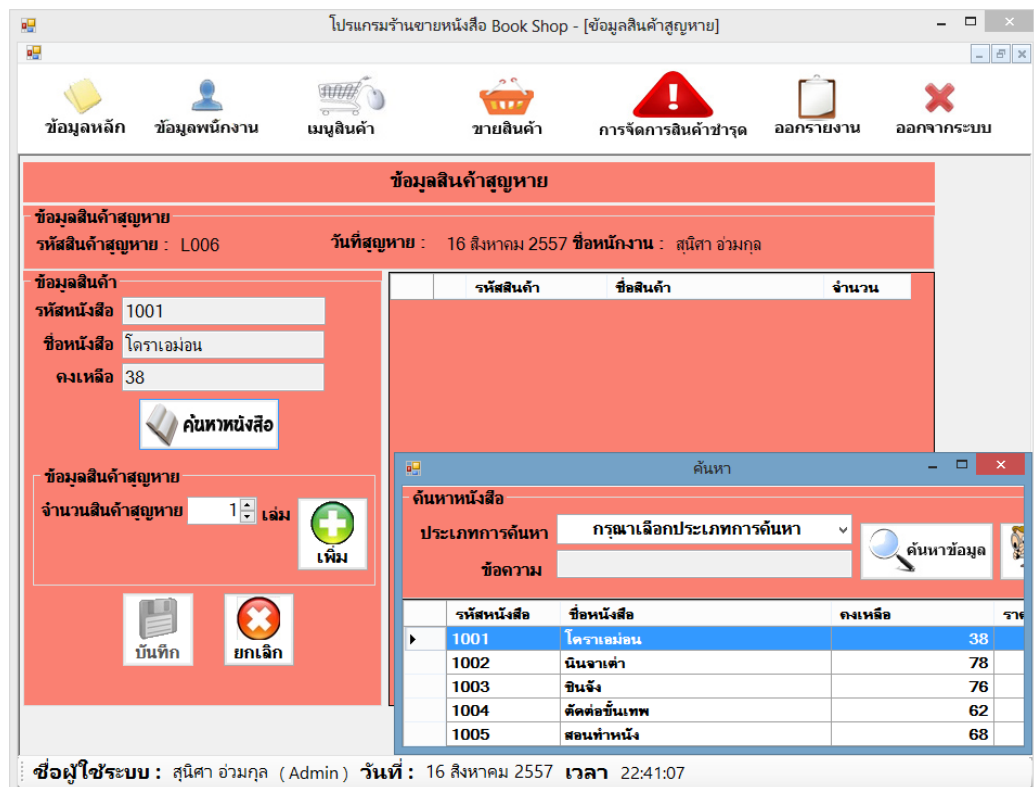 โปรแกรมร้านขายหนังสือ Book Shop - [ข้อมูลสินค้าสูญหาย]
ข้อมูลหลัก ข้อมูลพนักงาน เมนูสินค้า ขายสินค้า การจัดการสินค้าชำรุด ออกรายงาน ออกจากระบบ
ข้อมูลสินค้าสูญหาย
ข้อมูลสินค้าสูญหาย
รหัสสินค้าสูญหาย : L006 วันที่สูญหาย : 16 สิงหาคม 2557 ชื่อพนักงาน : สุนิศา อ่วมกุล
ข้อมูลสินค้า
รหัสหนังสือ 1001
ชื่อหนังสือ โดราเอม่อน
คงเหลือ 38
ค้นหาหนังสือ
ข้อมูลสินค้าสูญหาย
จำนวนสินค้าสูญหาย 1 เล่ม
เพิ่ม
บันทึก ยกเลิก
รหัสสินค้า ชื่อสินค้า จำนวน
ค้นหา
ค้นหาหนังสือ
ประเภทการค้นหา กรุณาเลือกประเภทการค้นหา
ค้นหาข้อมูล
ข้อความ
รหัสหนังสือ ชื่อหนังสือ คงเหลือ
1001 โดราเอม่อน 38
1002 นินจาเต่า 78
1003 ชินจัง 76
1004 ตัดต่อขั้นเทพ 62
1005 สอนทำหนัง 68
ชื่อผู้ใช้ระบบ : สุนิศา อ่วมกุล ( Admin ) วันที่ : 16 สิงหาคม 2557 เวลา 22:41:07